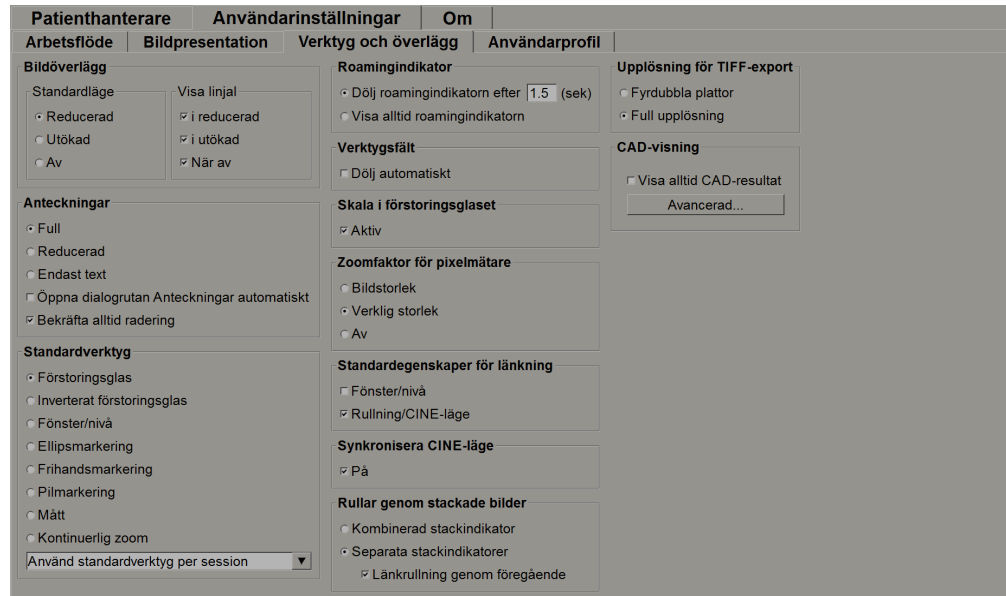 Patienthanterare Användarinställningar Om
Arbetsflöde Bildpresentation Verktyg och överlägg Användarprofil
Bildöverlägg
Standardläge
Reducerad
Utökad
Av
Visa linjal
i reducerad
i utökad
När av
Anteckningar
Full
Reducerad
Endast text
Öppna dialogrutan Anteckningar automatiskt
Bekräfta alltid radering
Standardverktyg
Förstoringsglas
Inverterat förstoringsglas
Fönster/nivå
Ellipsmarkering
Frihandsmarkering
Pilmarkering
Mått
Kontinuerlig zoom
Använd standardverktyg per session
Roamingindikator
Dölj roamingindikatorn efter 1.5 (sek)
Visa alltid roamingindikatorn
Verktygsfält
Dölj automatiskt
Skala i förstoringsglaset
Aktiv
Zoomfaktor för pixelmätare
Bildstorlek
Verklig storlek
Av
Standardegenskaper för länkning
Fönster/nivå
Rullning/CINE-läge
Synkronisera CINE-läge
På
Rullar genom stackade bilder
Kombinerad stackindikator
Separata stackindikatorer
Länkrullning genom föregående
Upplösning för TIFF-export
Fyrdubbla plattor
Full upplösning
CAD-visning
Visa alltid CAD-resultat
Avancerad...